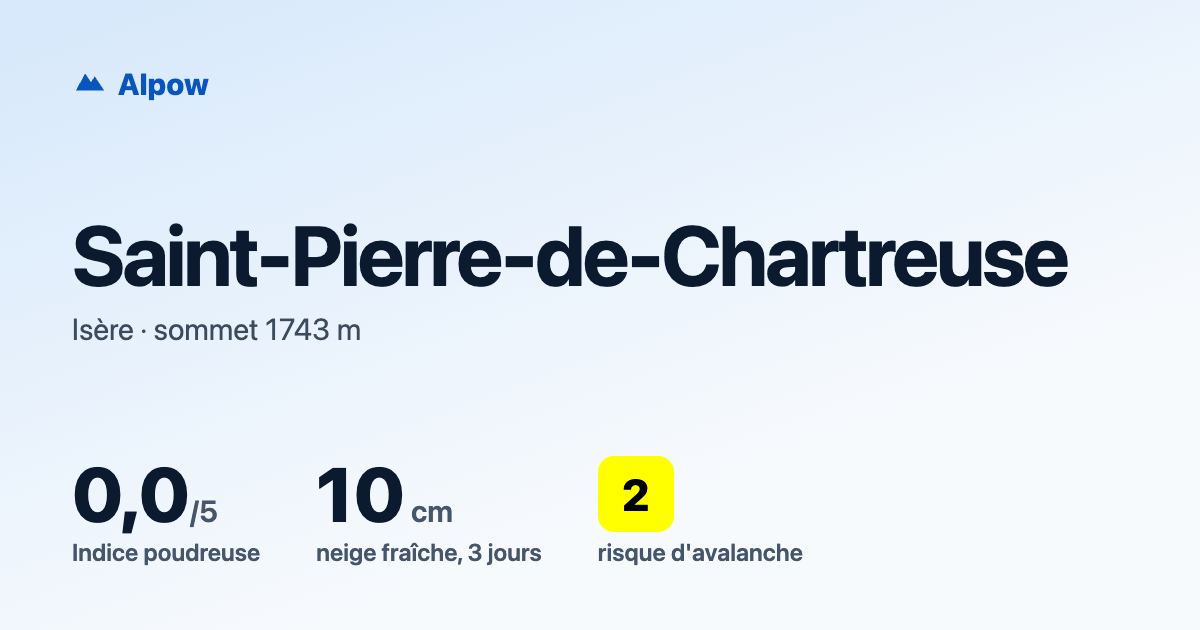 Alpow
Saint-Pierre-de-Chartreuse
Isère · sommet 1743 m
0,0/5
Indice poudreuse
10 cm
neige fraîche, 3 jours
2
risque d'avalanche